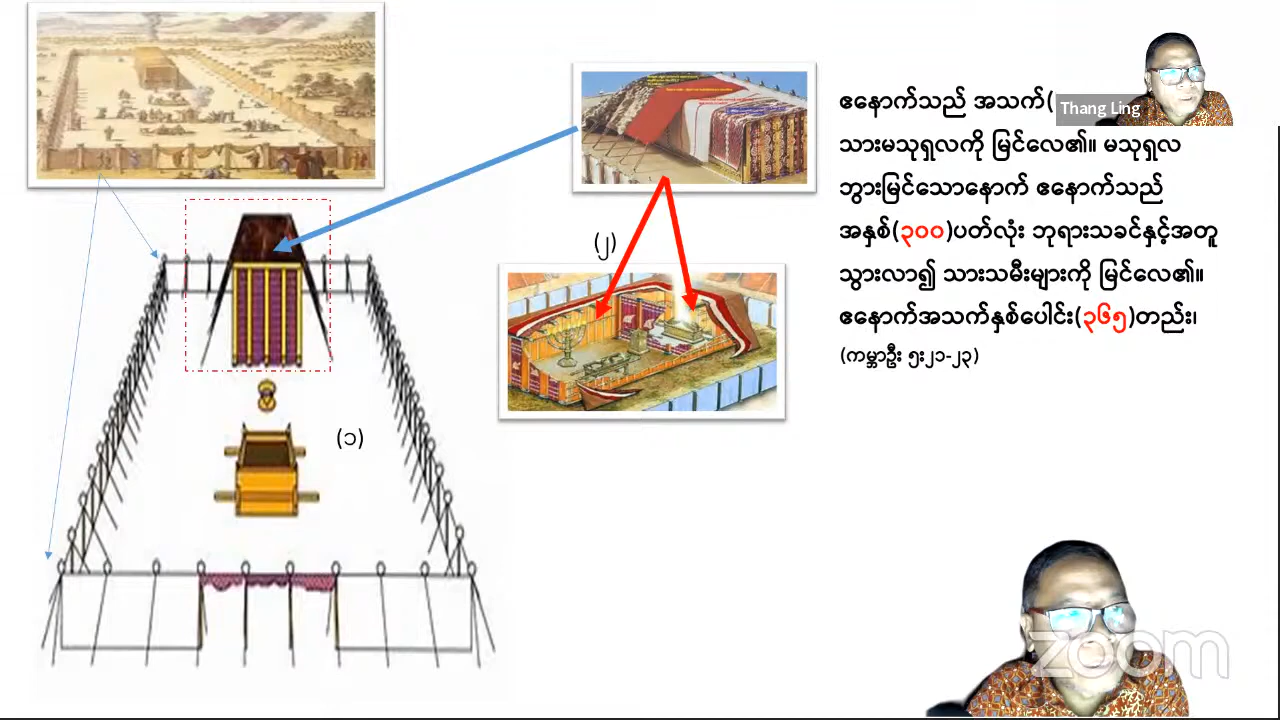 ဧနောက်သည် အသက်(
Thang Ling
သားမသုရှလကို မြင်လေ၏။ မသုရှလ
ဘွားမြင်သောနောက် ဧနောက်သည်
အနှစ်(၃၀၀)ပတ်လုံး ဘုရားသခင်နှင့်အတူ
သွားလာ၍ သားသမီးများကို မြင်လေ၏။
ဧနောက်အသက်နှစ်ပေါင်း(၃၆၅)တည်း၊
(ကမ္ဘာဦး ၅း၂၁-၂၃)
(၂)
(၁)
zoom